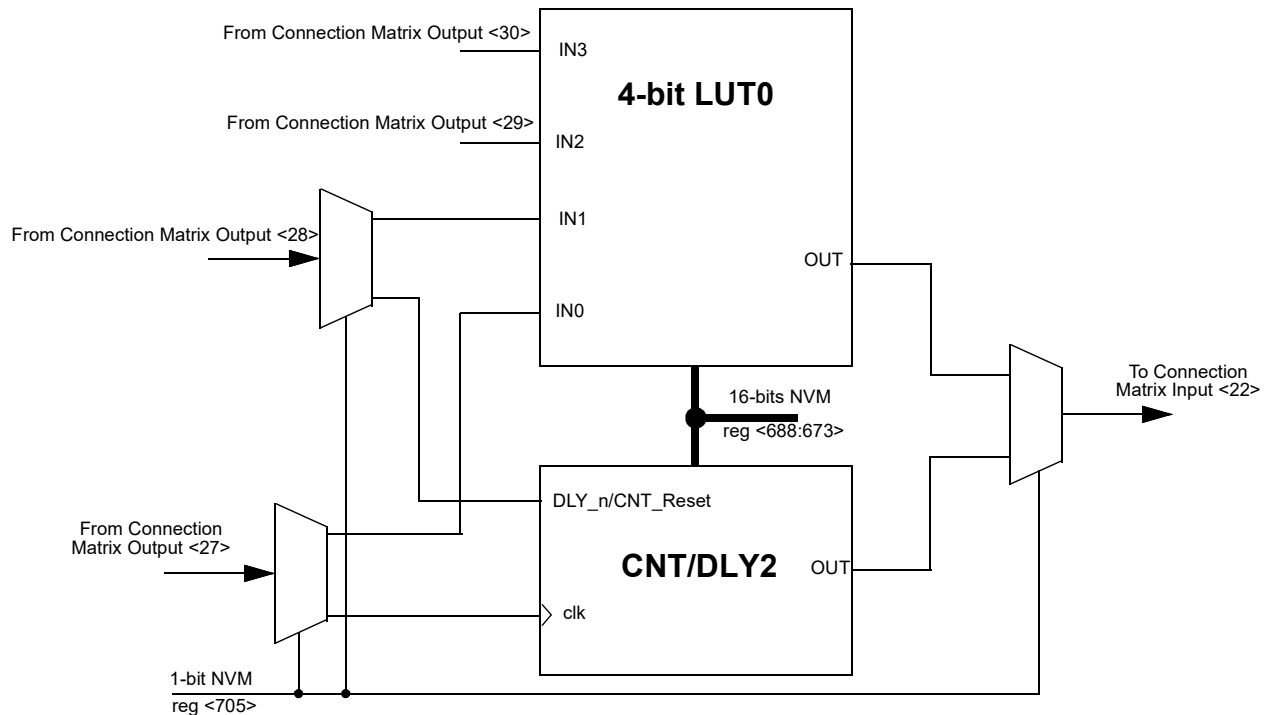 From Connection Matrix Output <30>
IN3
4-bit LUT0
From Connection Matrix Output <29>
IN2
IN1
From Connection Matrix Output <28>
OUT
IN0
To Connection
Matrix Input <22>
16-bits NVM
reg <688:673>
DLY_n/CNT_Reset
From Connection
Matrix Output <27>
CNT/DLY2
OUT
clk
1-bit NVM
reg <705>